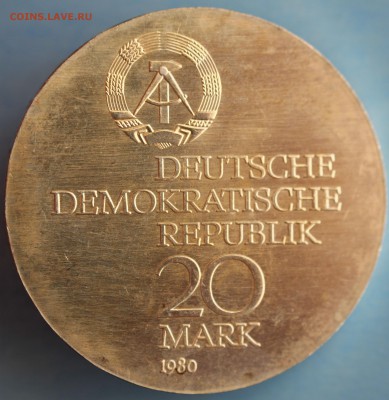 COINS.LAVE.RU
DEUTSCHE
DEMOKRATISCHE
REPUBLIK
20
MARK
1980